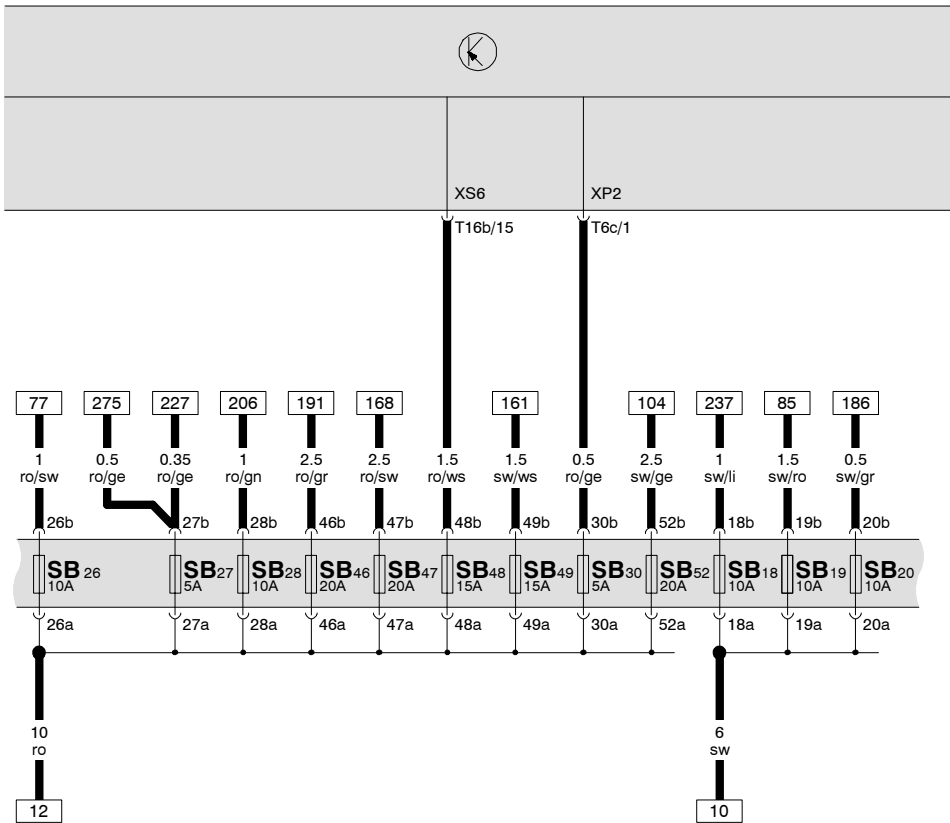 XS6 XP2
T16b/15 T6c/1
77 275 227 206 191 168 161 104 237 85 186
1 0.5 0.35 1 2.5 2.5 1.5 1.5 0.5 2.5 1 1.5 0.5
ro/sw ro/ge ro/ge ro/gn ro/gr ro/sw ro/ws sw/ws ro/ge sw/ge sw/li sw/ro sw/gr
26b 27b 28b 46b 47b 48b 49b 30b 52b 18b 19b 20b
SB26 SB27 SB28 SB46 SB47 SB48 SB49 SB30 SB52 SB18 SB19 SB20
10A 5A 10A 20A 20A 15A 15A 5A 20A 10A 10A 10A
26a 27a 28a 46a 47a 48a 49a 30a 52a 18a 19a 20a
10 6
ro sw
12 10